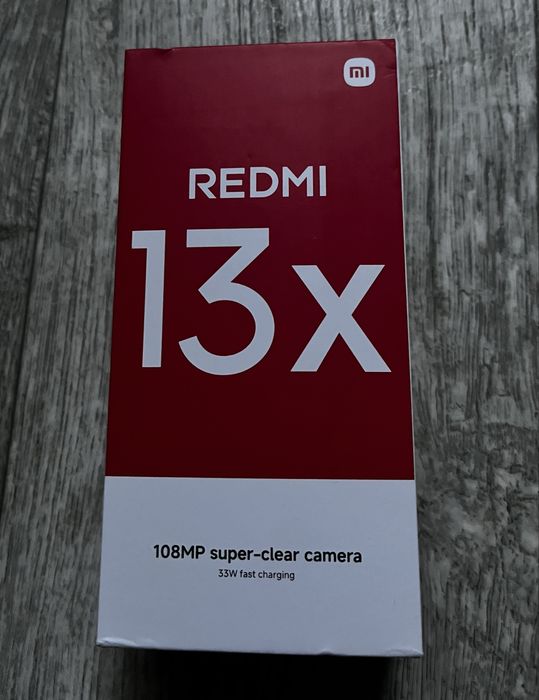 mi
REDMI
13x
108MP super-clear camera
33W fast charging